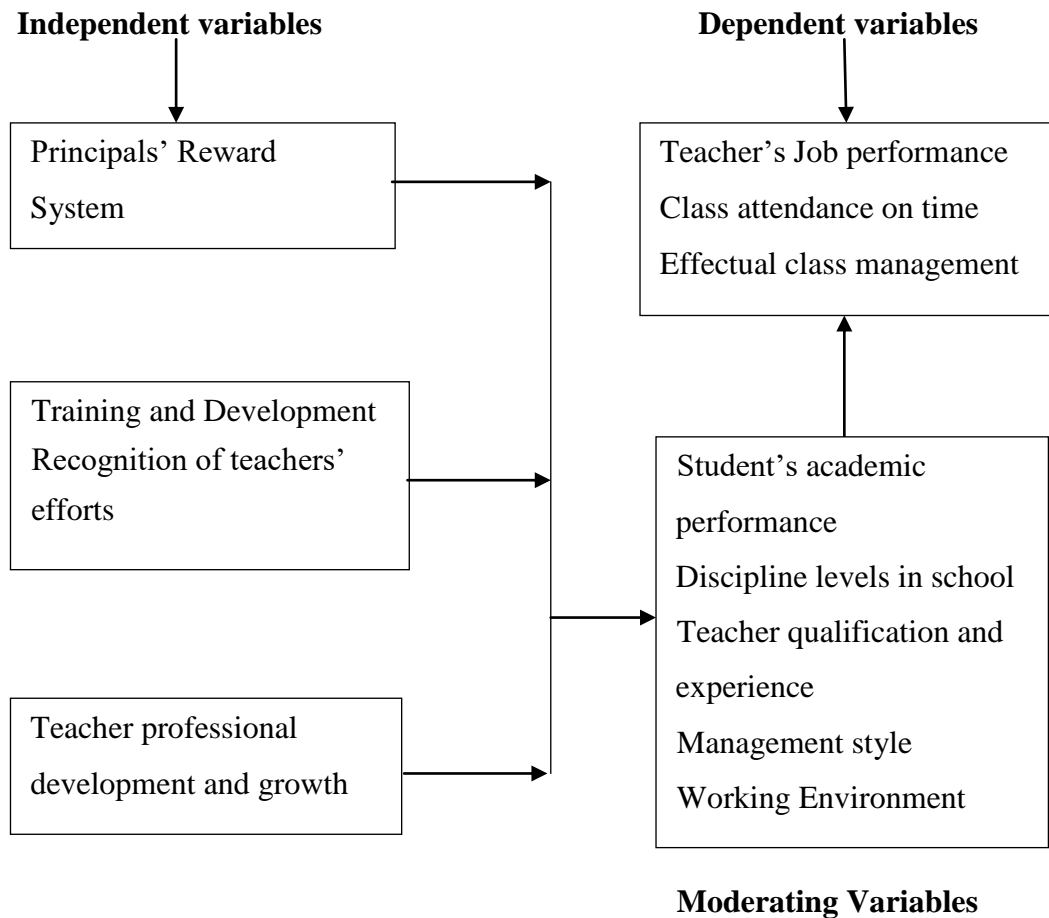 Independent variables
Dependent variables
Principals’ Reward
System
Teacher’s Job performance
Class attendance on time
Effectual class management
Training and Development
Recognition of teachers’
efforts
Student’s academic
performance
Discipline levels in school
Teacher qualification and
experience
Management style
Working Environment
Teacher professional
development and growth
Moderating Variables